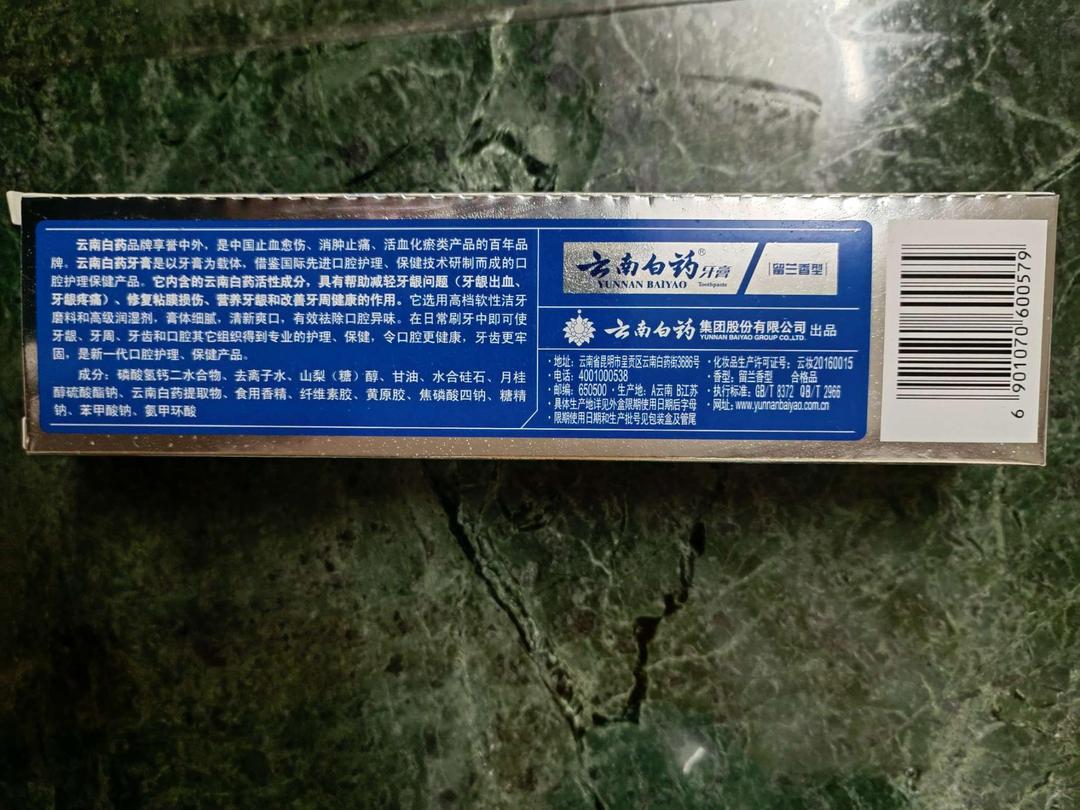 云南白药品牌享誉中外，是中国止血愈伤、消肿止痛、活血化瘀类产品的百年品
牌。云南白药牙膏是以牙膏为载体，借鉴国际先进口腔护理、保健技术研制而成的口
腔护理保健产品。它内含的云南白药活性成分，具有帮助减轻牙龈问题（牙龈出血、
牙龈疼痛）、修复粘膜损伤、营养牙龈和改善牙周健康的作用。它选用高档软性洁牙
磨料和高级润湿剂，膏体细腻，清新爽口，有效祛除口腔异味。在日常刷牙中即可使
牙龈、牙周、牙齿和口腔其它组织得到专业的护理、保健，令口腔更健康，牙齿更牢
固，是新一代口腔护理、保健产品。
成分：磷酸氢钙二水合物、去离子水、山梨（糖）醇、甘油、水合硅石、月桂
醇硫酸酯钠、云南白药提取物、食用香精、纤维素胶、黄原胶、焦磷酸四钠、糖精
钠、苯甲酸钠、氨甲环酸
云南白药®牙膏
YUNNAN BAIYAO Toothpaste
留兰香型
云南白药 集团股份有限公司 出品
YUNNAN BAIYAO GROUP CO.,LTD.
·地址：云南省昆明市呈贡区云南白药街3686号
·电话：4001000538
·邮编：650500 ·生产地：A云南 B江苏
·具体生产地详见外盒限期使用日期后字母
·限期使用日期和生产批号见包装盒及管尾
·化妆品生产许可证号：云妆20160015
·香型：留兰香型 合格品
·执行标准：GB/T 8372 QB/T 2966
·网址：www.yunnanbaiyao.com.cn
6 901070 600579